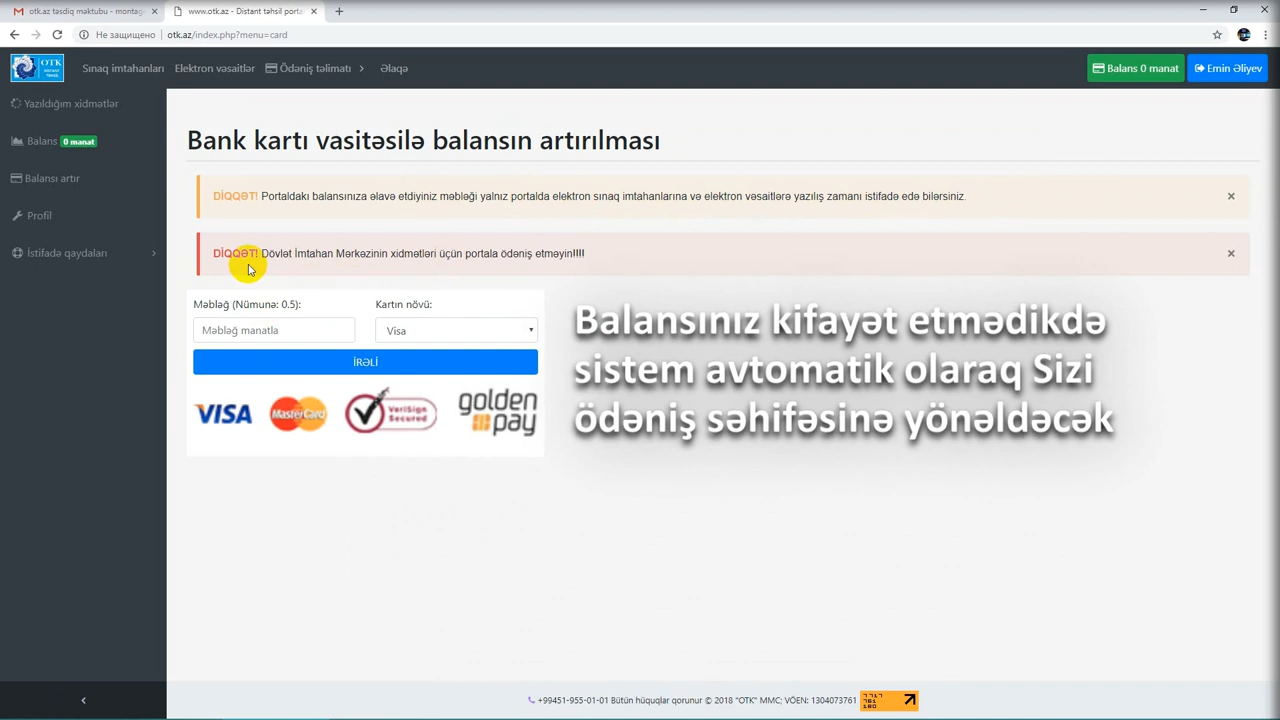 otk.az təsdiq məktubu - montag
www.otk.az - Distant təhsil porta
Не защищено
otk.az/index.php?menu=card
OTK
DİSTANT
TƏHSİL
Sınaq imtahanları
Elektron vəsaitlər
Ödəniş təlimatı
Əlaqə
Balans 0 manat
Emin Əliyev
Yazıldığım xidmətlər
Balans 0 manat
Balansı artır
Profil
İstifadə qaydaları
Bank kartı vasitəsilə balansın artırılması
DİQQƏT! Portaldakı balansınıza əlavə etdiyiniz məbləği yalnız portalda elektron sınaq imtahanlarına və elektron vəsaitlərə yazılış zamanı istifadə edə bilərsiniz.
DİQQƏT! Dövlət İmtahan Mərkəzinin xidmətləri üçün portala ödəniş etməyin!!!!
Məbləğ (Nümunə: 0.5):
Kartın növü:
Məbləğ manatla
Visa
İRƏLİ
VISA
MasterCard
VeriSign
Secured
golden
pay
Balansınız kifayət etmədikdə
sistem avtomatik olaraq Sizi
ödəniş səhifəsinə yönəldəcək
+99451-955-01-01 Bütün hüquqlar qorunur © 2018 "OTK" MMC; VÖEN: 1304073761